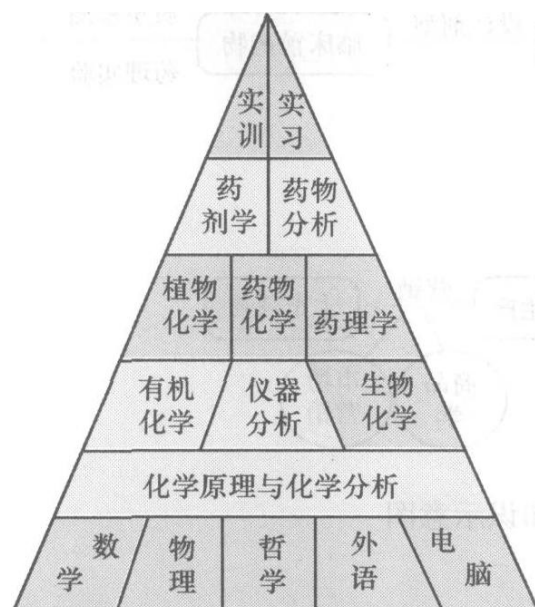 实训
实习
药剂学
药物分析
植物化学
药物化学
药理学
有机化学
仪器分析
生物化学
化学原理与化学分析
数学
物理
哲学
外语
电脑